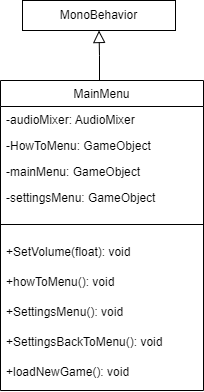 MonoBehavior
MainMenu
-audioMixer: AudioMixer
-HowToMenu: GameObject
-mainMenu: GameObject
-settingsMenu: GameObject
+SetVolume(float): void
+howToMenu(): void
+SettingsMenu(): void
+SettingsBackToMenu(): void
+loadNewGame(): void